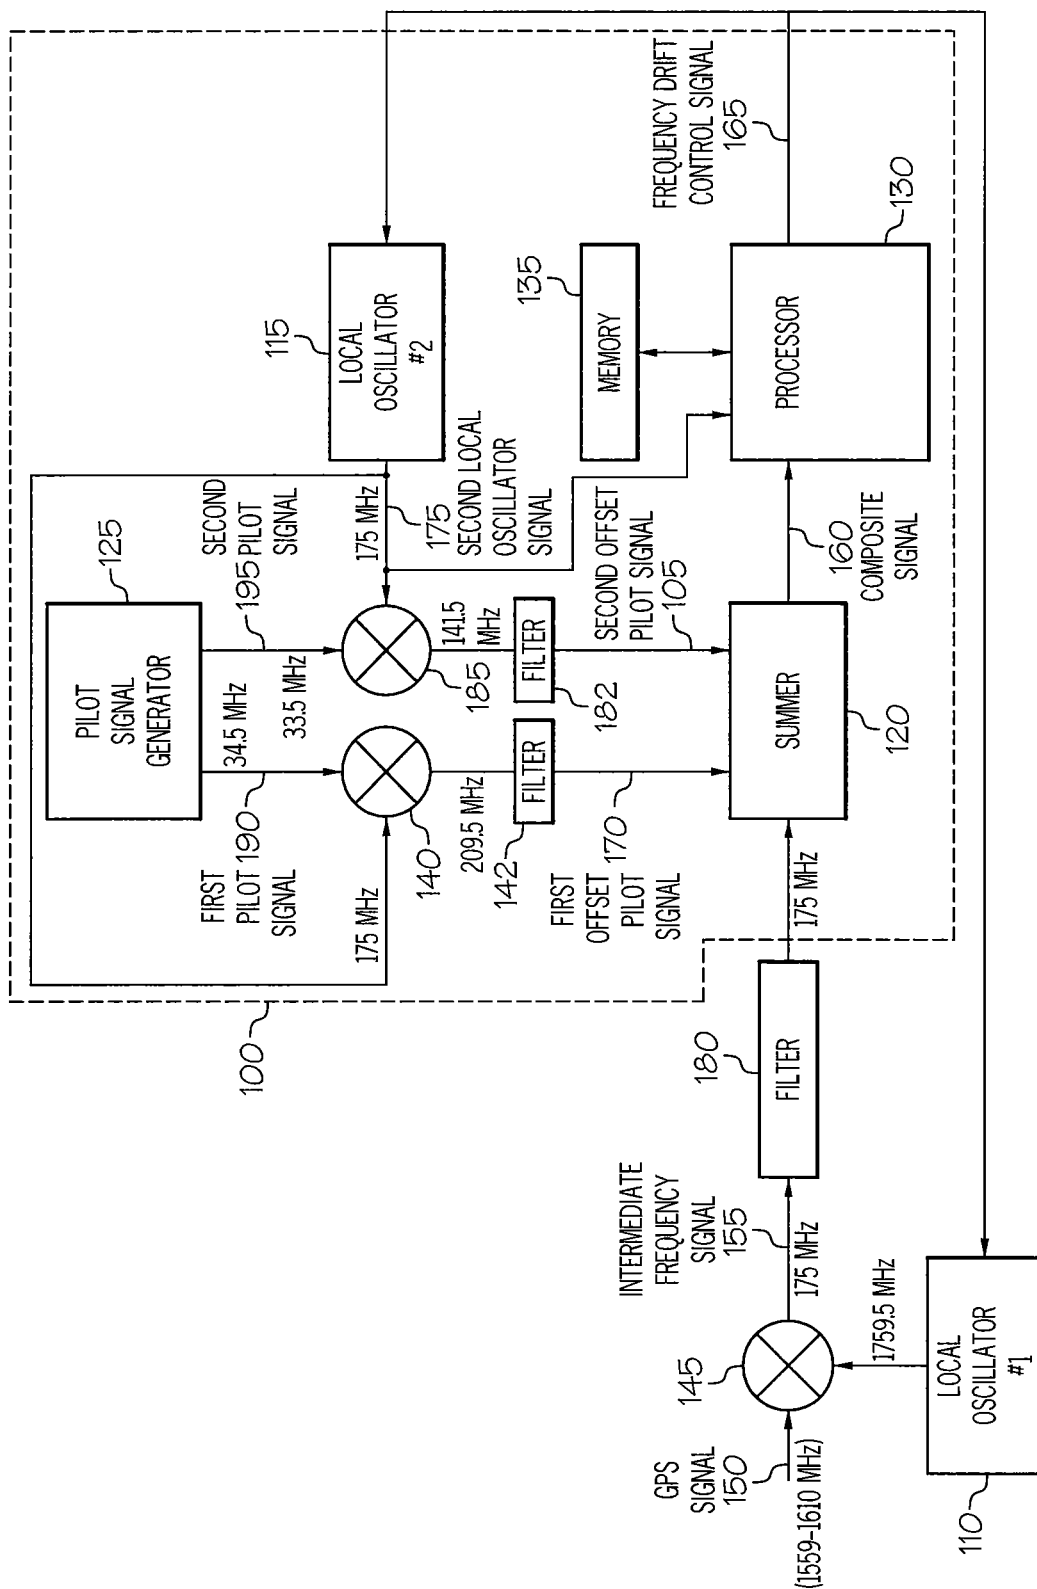 100
PILOT
SIGNAL
GENERATOR
125
FIRST
PILOT
SIGNAL
190
34.5 MHz
33.5 MHz
195
SECOND
PILOT
SIGNAL
175 MHz
140
185
175 MHz
175
SECOND LOCAL
OSCILLATOR
SIGNAL
LOCAL
OSCILLATOR
#2
115
209.5 MHz
141.5
MHz
142
FILTER
FILTER
182
FIRST
OFFSET
PILOT
SIGNAL
170
SECOND OFFSET
PILOT SIGNAL
105
MEMORY
135
FREQUENCY DRIFT
CONTROL SIGNAL
165
INTERMEDIATE
FREQUENCY
SIGNAL
155
GPS
SIGNAL
150
(1559-1610 MHz)
145
175 MHz
180
FILTER
175 MHz
SUMMER
120
160
COMPOSITE
SIGNAL
PROCESSOR
130
1759.5 MHz
LOCAL
OSCILLATOR
#1
110